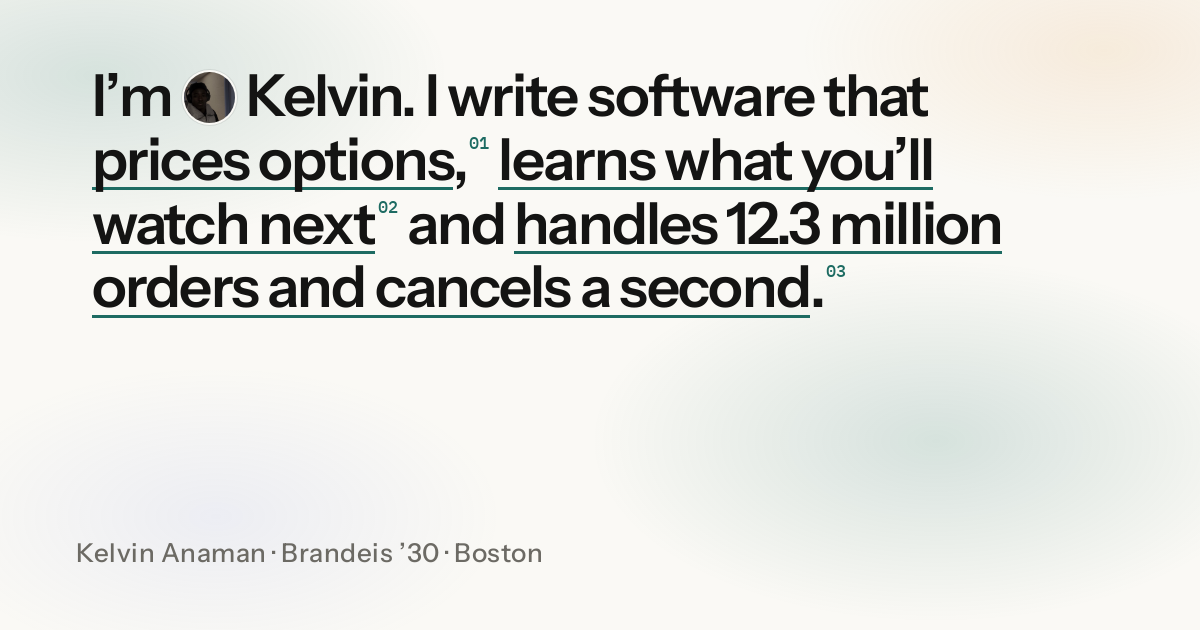 I’m Kelvin. I write software that
prices options,01 learns what you’ll
watch next02 and handles 12.3 million
orders and cancels a second.03
Kelvin Anaman · Brandeis ’30 · Boston